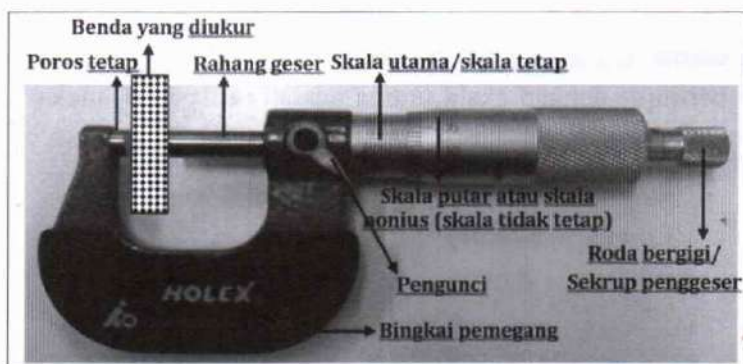 Benda yang diukur
Poros tetap
Rahang geser
Skala utama/skala tetap
Skala putar atau skala
nonius (skala tidak tetap)
Roda bergigi/
Sekrup penggeser
Pengunci
HOLEX
Bingkai pemegang